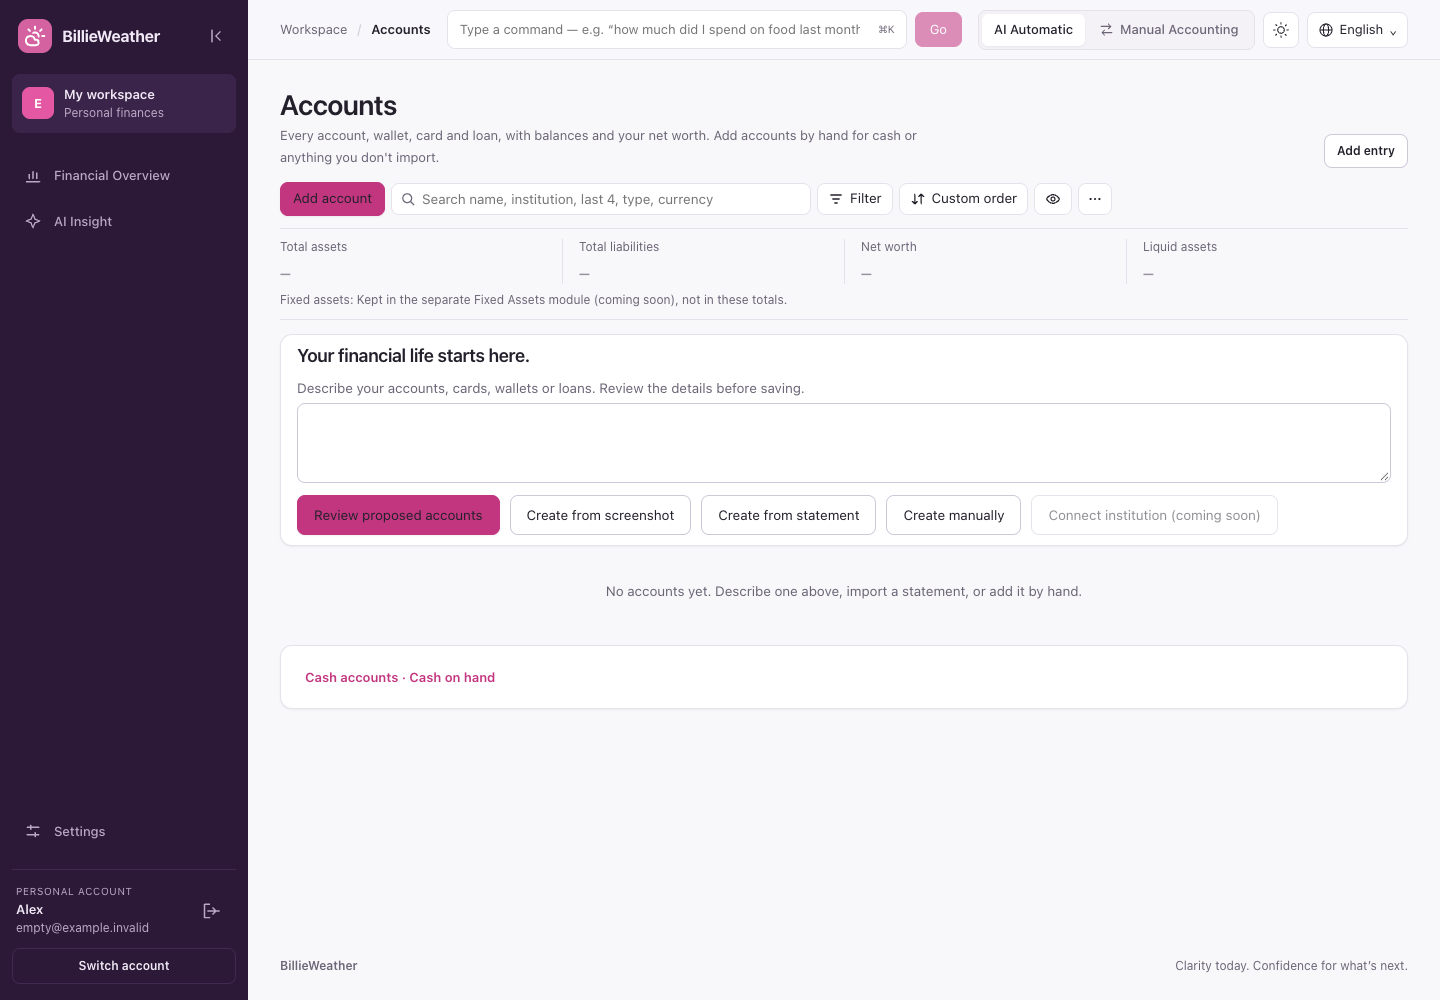 BillieWeather
E
My workspace
Personal finances
Financial Overview
AI Insight
Settings
PERSONAL ACCOUNT
Alex
empty@example.invalid
Switch account
Workspace / Accounts
Type a command — e.g. “how much did I spend on food last month
⌘K
Go
AI Automatic
Manual Accounting
English
Accounts
Every account, wallet, card and loan, with balances and your net worth. Add accounts by hand for cash or
anything you don't import.
Add entry
Add account
Search name, institution, last 4, type, currency
Filter
Custom order
Total assets
—
Total liabilities
—
Net worth
—
Liquid assets
—
Fixed assets: Kept in the separate Fixed Assets module (coming soon), not in these totals.
Your financial life starts here.
Describe your accounts, cards, wallets or loans. Review the details before saving.
Review proposed accounts
Create from screenshot
Create from statement
Create manually
Connect institution (coming soon)
No accounts yet. Describe one above, import a statement, or add it by hand.
Cash accounts · Cash on hand
BillieWeather
Clarity today. Confidence for what's next.